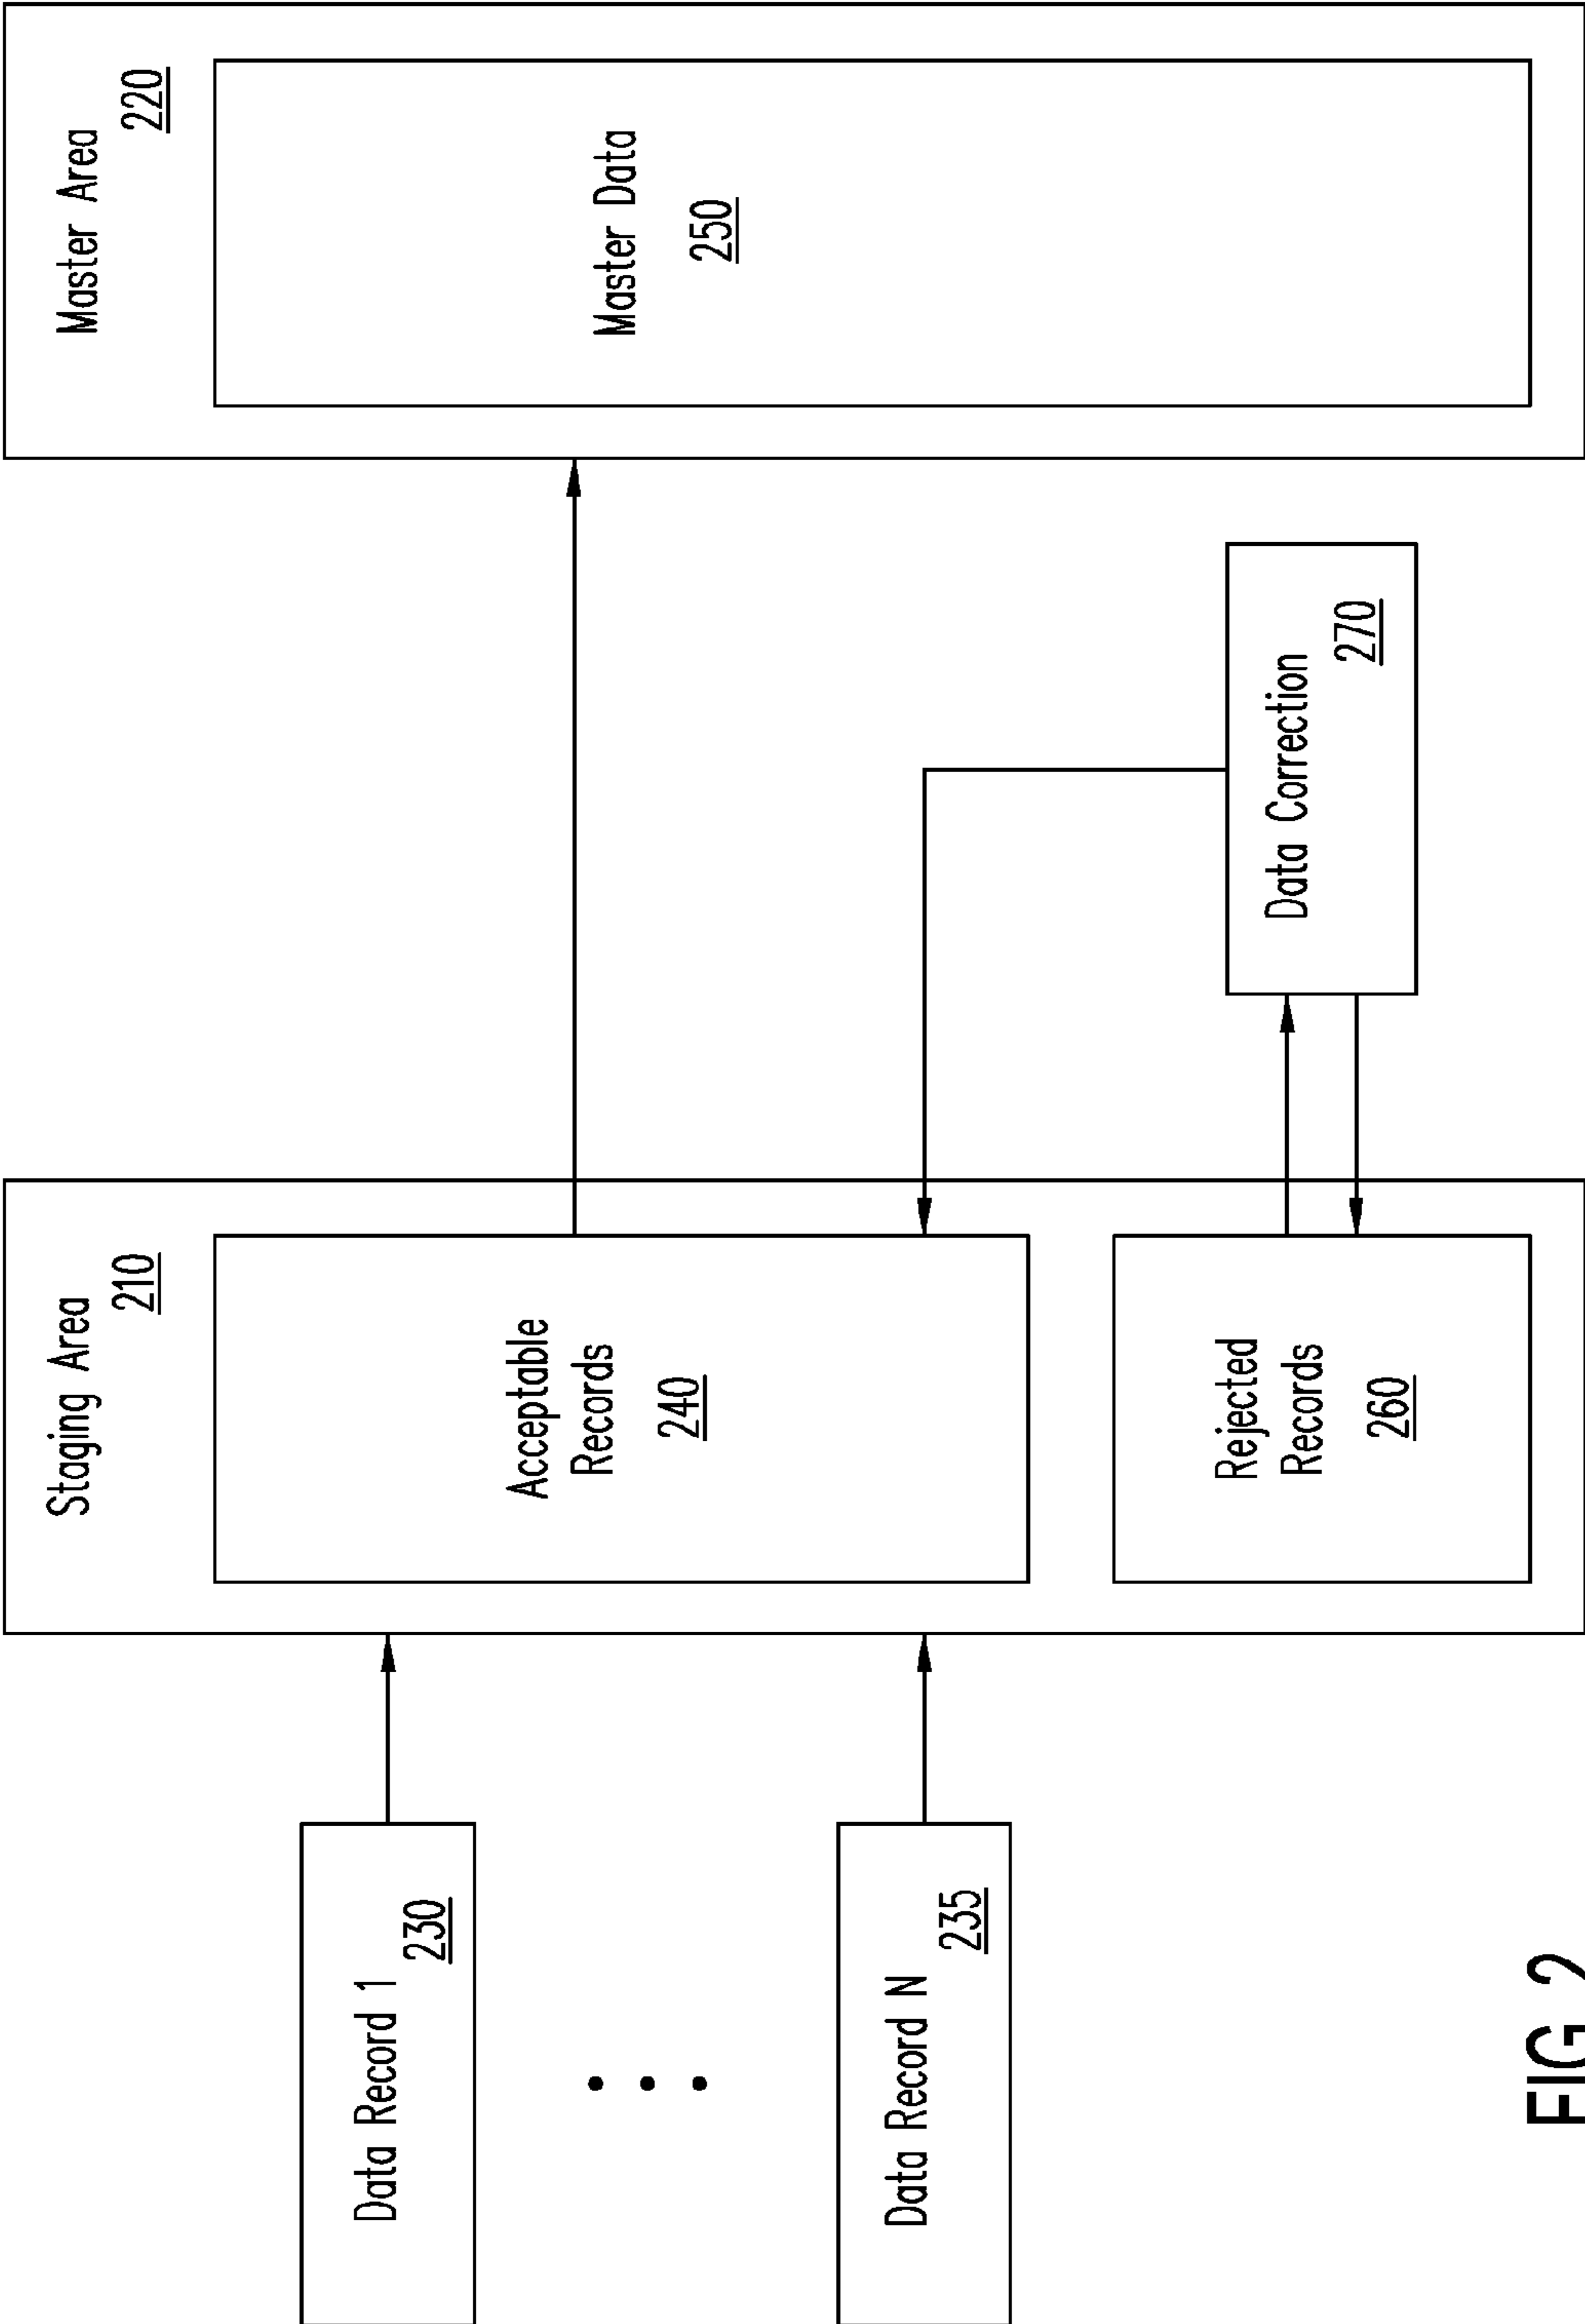 Data Record 1
230
Data Record N
235
Staging Area
210
Acceptable
Records
240
Rejected
Records
260
Data Correction
270
Master Area
220
Master Data
250
FIG 2